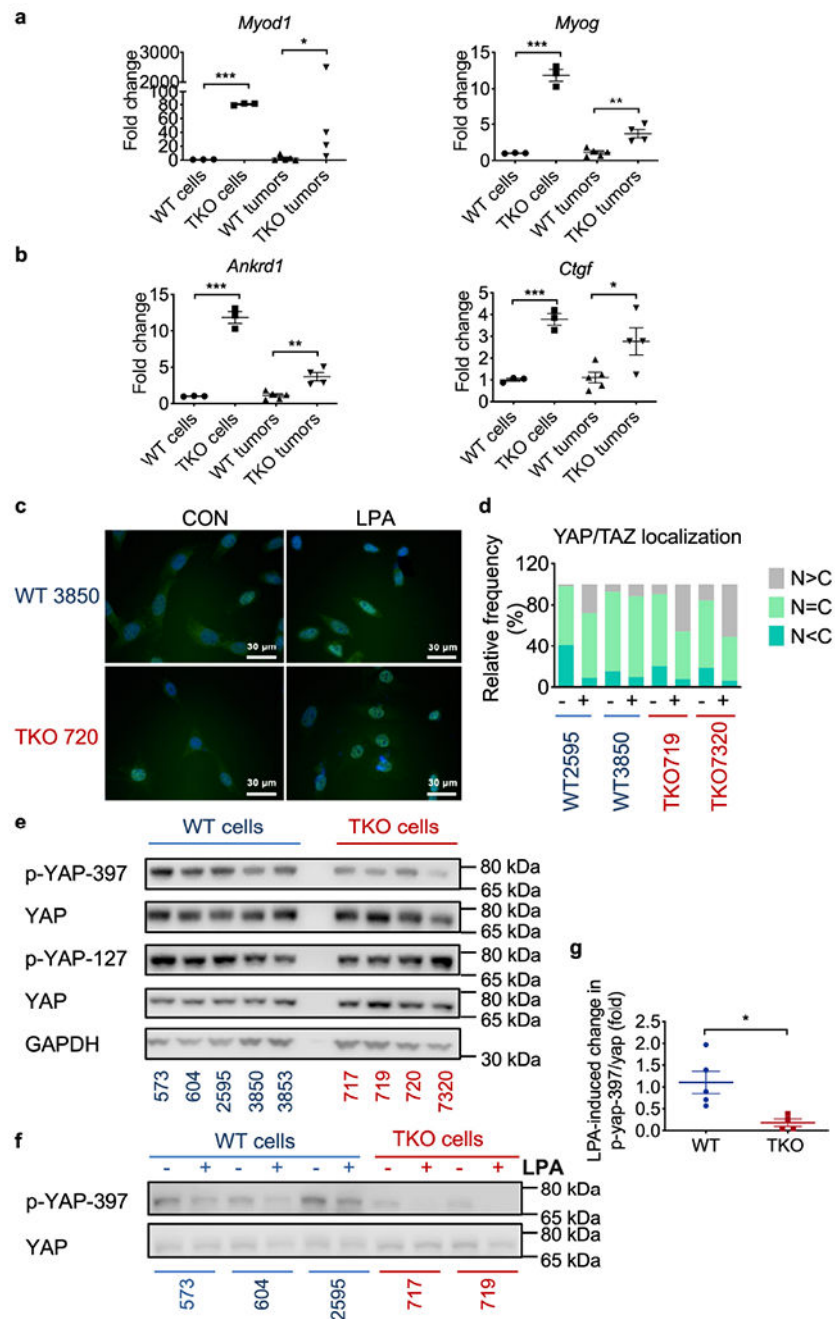 a
Myod1
Myog
Fold change
3000
2000
100
80
60
40
20
0
***
*
WT cells
TKO cells
WT tumors
TKO tumors
Fold change
15
10
5
0
***
**
WT cells
TKO cells
WT tumors
TKO tumors
b
Ankrd1
Ctgf
Fold change
15
10
5
0
***
**
WT cells
TKO cells
WT tumors
TKO tumors
Fold change
5
4
3
2
1
0
***
*
WT cells
TKO cells
WT tumors
TKO tumors
c
CON
LPA
WT 3850
TKO 720
30 µm
30 µm
30 µm
30 µm
d
YAP/TAZ localization
Relative frequency
(%)
120
80
40
0
N>C
N=C
N<C
- + - + - + - +
WT2595
WT3850
TKO719
TKO7320
e
WT cells
TKO cells
p-YAP-397
80 kDa
65 kDa
YAP
80 kDa
65 kDa
p-YAP-127
80 kDa
65 kDa
YAP
80 kDa
65 kDa
GAPDH
30 kDa
573
604
2595
3850
3853
717
719
720
7320
f
WT cells
TKO cells
- + - + - + - + - + LPA
p-YAP-397
80 kDa
65 kDa
YAP
80 kDa
65 kDa
573
604
2595
717
719
g
LPA-induced change in
p-yap-397/yap (fold)
2.5
2.0
1.5
1.0
0.5
0.0
*
WT
TKO